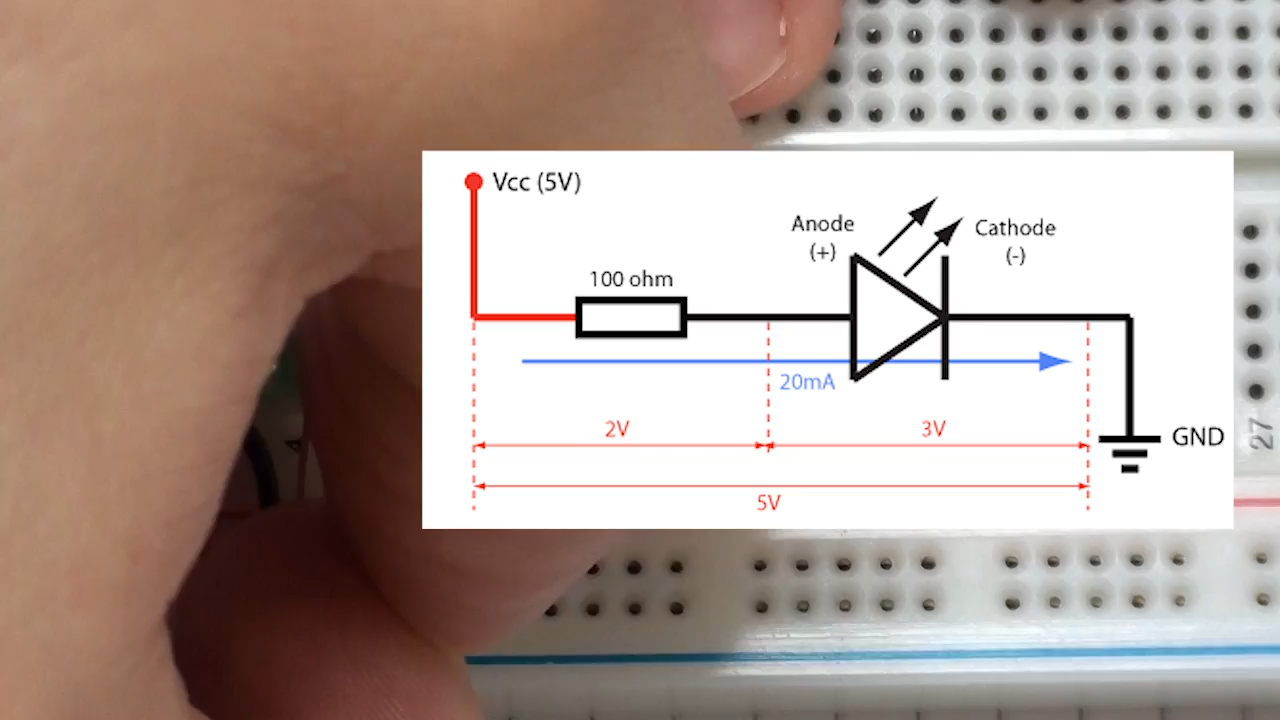 Vcc (5V)
Anode
(+)
Cathode
(-)
100 ohm
20mA
2V
3V
5V
GND
27